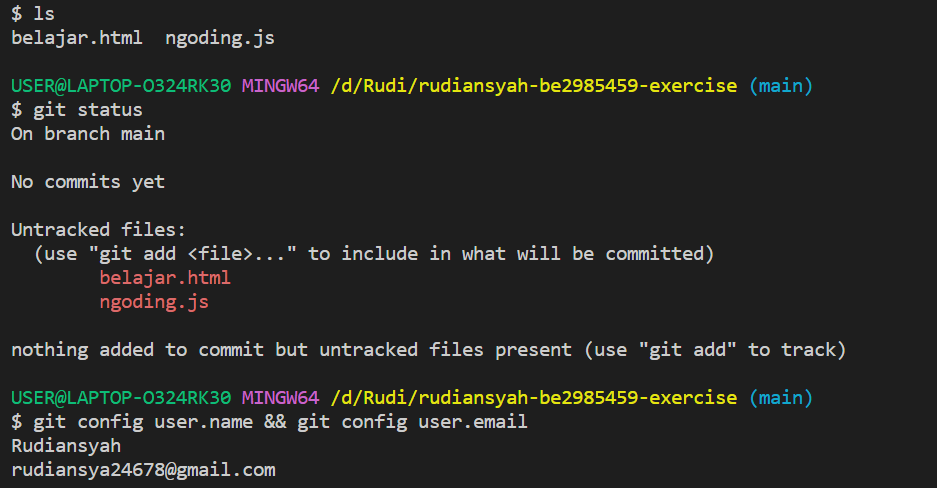 $ ls
belajar.html  ngoding.js
USER@LAPTOP-O324RK30 MINGW64 /d/Rudi/rudiansyah-be2985459-exercise (main)
$ git status
On branch main
No commits yet
Untracked files:
  (use "git add <file>..." to include in what will be committed)
        belajar.html
        ngoding.js
nothing added to commit but untracked files present (use "git add" to track)
USER@LAPTOP-O324RK30 MINGW64 /d/Rudi/rudiansyah-be2985459-exercise (main)
$ git config user.name && git config user.email
Rudiansyah
rudiansya24678@gmail.com